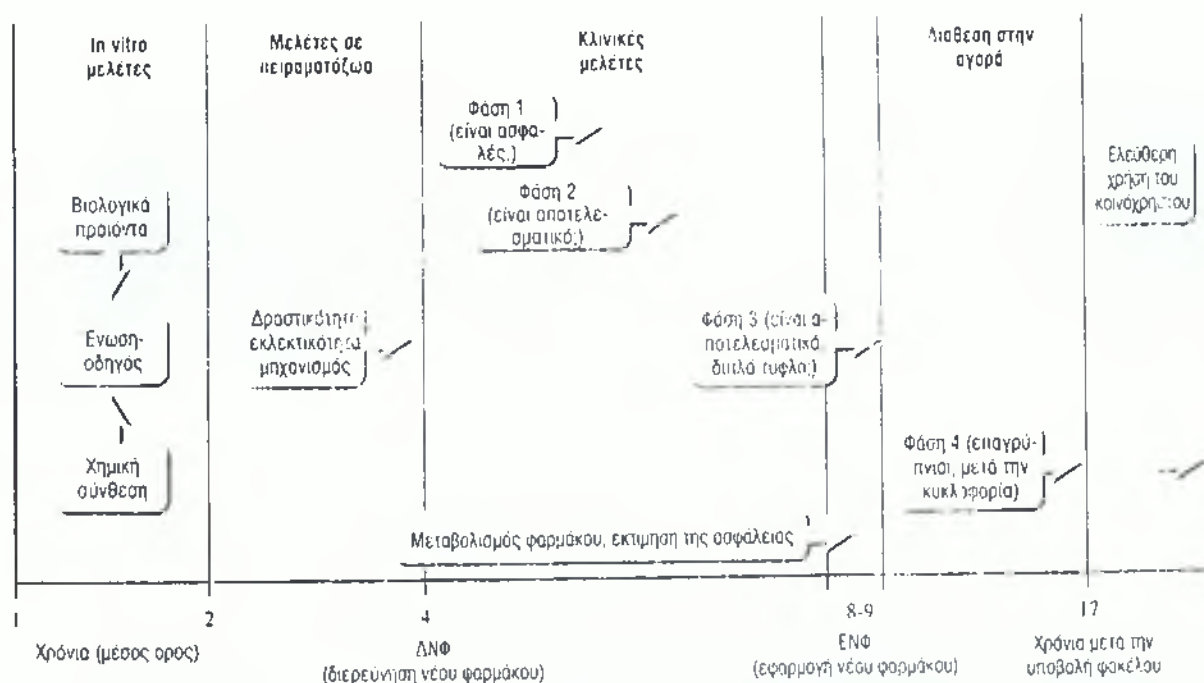 In vitro
μελέτες
Μελέτες σε
πειραματόζωα
Κλινικές
μελέτες
Διάθεση στην
αγορά
Φάση 1
(είναι ασφα-
λές;)
Φάση 2
(είναι αποτελε-
σματικό;)
Ελεύθερη
χρήση του
κοινόχρηστου
Βιολογικά
προϊόντα
Ενωση-
οδηγός
Χημική
σύνθεση
Δραστικότητα
εκλεκτικότητα
μηχανισμός
Φάση 3 (είναι α-
ποτελεσματικό
διπλά τυφλά;)
Φάση 4 (επαγρύ-
πνιση μετά την
κυκλοφορία)
Μεταβολισμός φαρμάκου, εκτίμηση της ασφάλειας
1
2
4
8-9
17
Χρόνια (μέσος ορος)
ΔΝΦ
(διερεύνηση νέου φαρμάκου)
ΕΝΦ
(εφαρμογή νέου φαρμάκου)
Χρόνια μετά την
υποβολή φακέλου